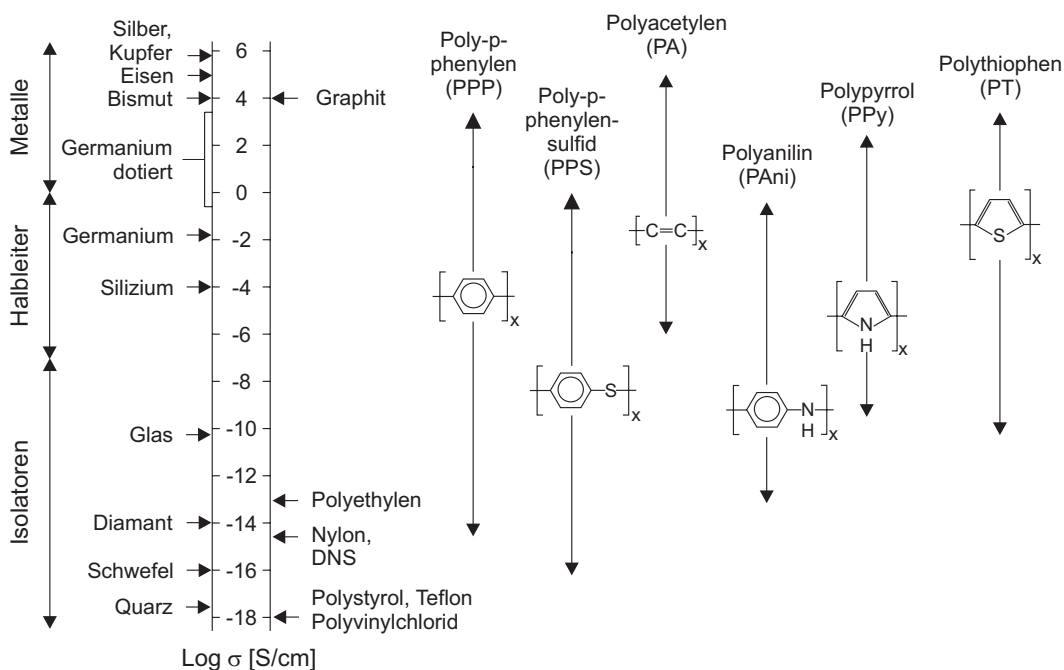 Metalle
Halbleiter
Isolatoren
Silber,
Kupfer
Eisen
Bismut
Germanium
dotiert
Germanium
Silizium
Glas
Diamant
Schwefel
Quarz
6
4
2
0
-2
-4
-6
-8
-10
-12
-14
-16
-18
Log σ [S/cm]
Graphit
Polyethylen
Nylon,
DNS
Polystyrol, Teflon
Polyvinylchlorid
Poly-p-
phenylen
(PPP)
x
Poly-p-
phenylen-
sulfid
(PPS)
S
x
Polyacetylen
(PA)
C=C
x
Polyanilin
(PAni)
N
H
x
Polypyrrol
(PPy)
N
H
x
Polythiophen
(PT)
S
x